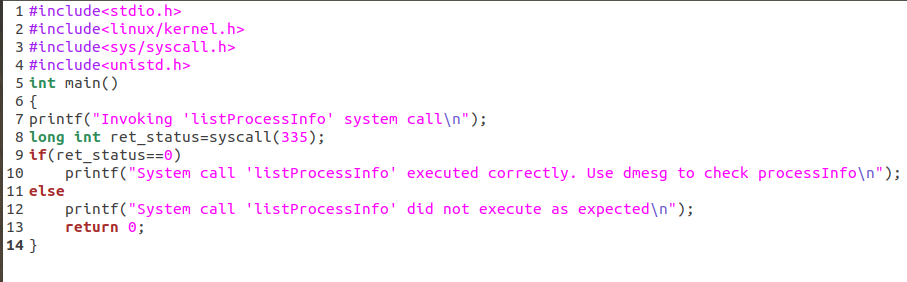 1 #include<stdio.h>
2 #include<linux/kernel.h>
3 #include<sys/syscall.h>
4 #include<unistd.h>
5 int main()
6 {
7 printf("Invoking 'listProcessInfo' system call\n");
8 long int ret_status=syscall(335);
9 if(ret_status==0)
10     printf("System call 'listProcessInfo' executed correctly. Use dmesg to check processInfo\n");
11 else
12     printf("System call 'listProcessInfo' did not execute as expected\n");
13     return 0;
14 }